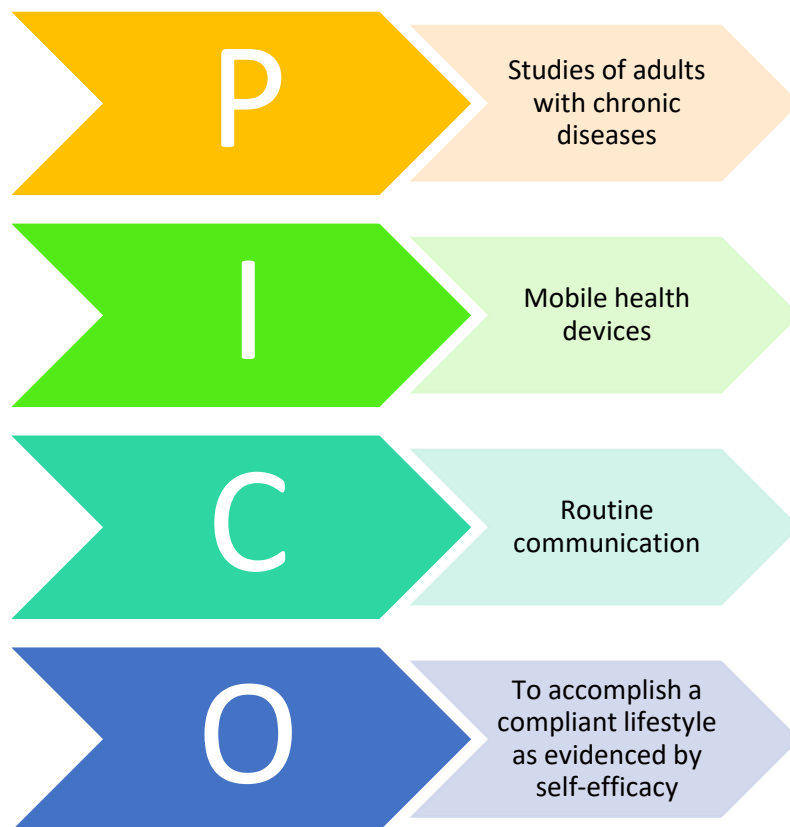 P
Studies of adults
with chronic
diseases
I
Mobile health
devices
C
Routine
communication
O
To accomplish a
compliant lifestyle
as evidenced by
self-efficacy